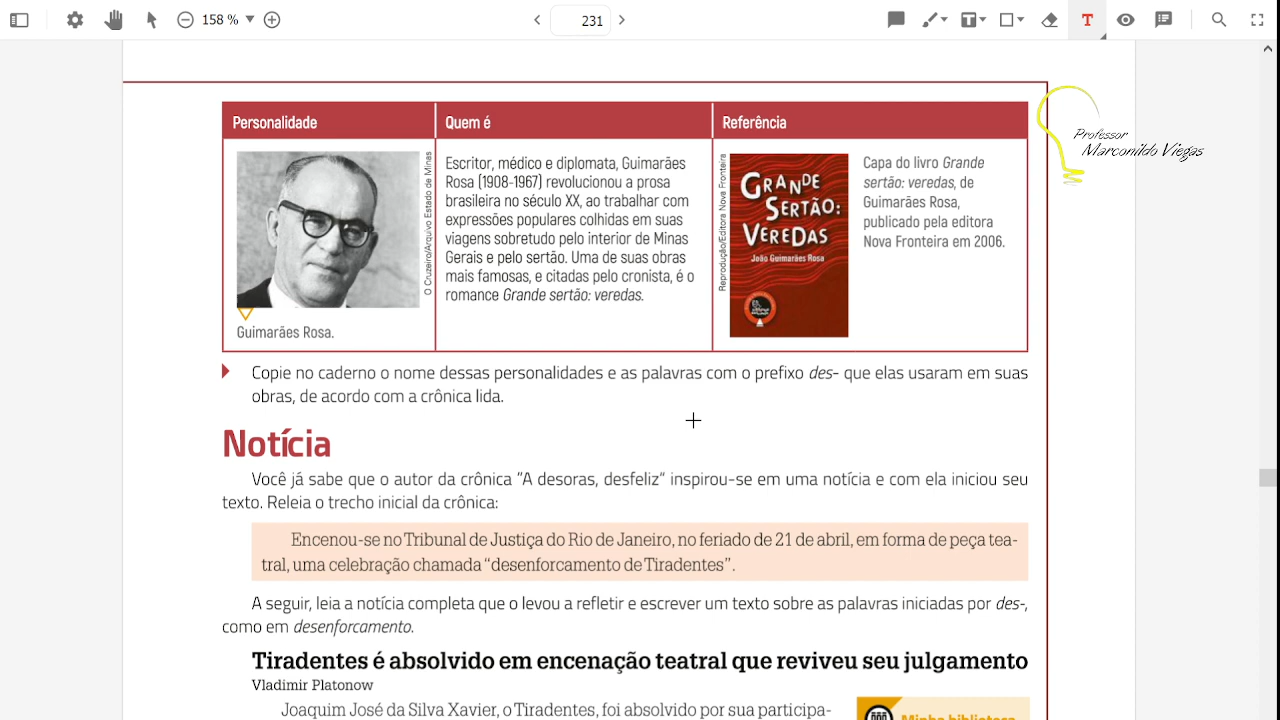 158 %
231
T
Professor
Marconildo Viegas
Personalidade
Quem é
Referência
O Cruzeiro/Arquivo Estado de Minas
Guimarães Rosa.
Escritor, médico e diplomata, Guimarães
Rosa (1908-1967) revolucionou a prosa
brasileira no século XX, ao trabalhar com
expressões populares colhidas em suas
viagens sobretudo pelo interior de Minas
Gerais e pelo sertão. Uma de suas obras
mais famosas, e citadas pelo cronista, é o
romance Grande sertão: veredas.
Reprodução/Editora Nova Fronteira
GRANDE
SERTÃO:
VEREDAS
João Guimarães Rosa
Capa do livro Grande
sertão: veredas, de
Guimarães Rosa,
publicado pela editora
Nova Fronteira em 2006.
Copie no caderno o nome dessas personalidades e as palavras com o prefixo des- que elas usaram em suas
obras, de acordo com a crônica lida.
Notícia
Você já sabe que o autor da crônica “A desoras, desfeliz” inspirou-se em uma notícia e com ela iniciou seu
texto. Releia o trecho inicial da crônica:
Encenou-se no Tribunal de Justiça do Rio de Janeiro, no feriado de 21 de abril, em forma de peça tea-
tral, uma celebração chamada “desenforcamento de Tiradentes”.
A seguir, leia a notícia completa que o levou a refletir e escrever um texto sobre as palavras iniciadas por des-,
como em desenforcamento.
Tiradentes é absolvido em encenação teatral que reviveu seu julgamento
Vladimir Platonow
Joaquim José da Silva Xavier, o Tiradentes, foi absolvido por sua participa-
Minha biblioteca